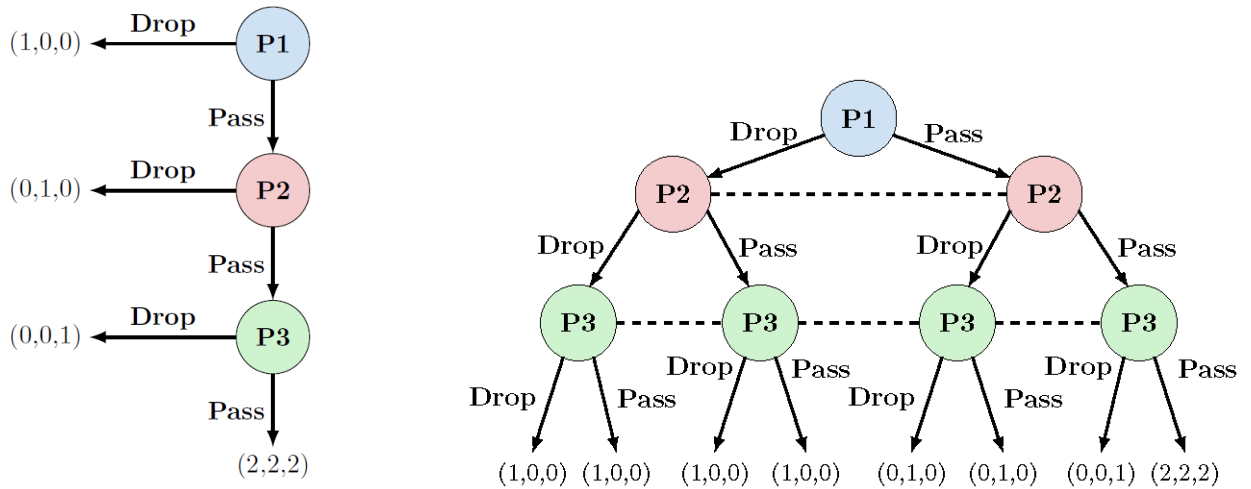 Drop
(1,0,0)
P1
Pass
Drop
(0,1,0)
P2
Pass
Drop
(0,0,1)
P3
Pass
(2,2,2)
P1
Drop
Pass
P2
P2
Drop
Pass
Drop
Pass
P3
P3
P3
P3
Drop
Pass
Drop
Pass
Drop
Pass
Drop
Pass
(1,0,0) (1,0,0) (1,0,0) (1,0,0) (0,1,0) (0,1,0) (0,0,1) (2,2,2)